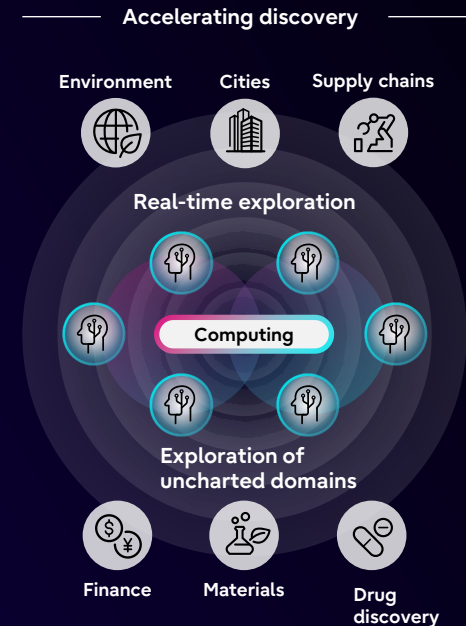 Accelerating discovery
Environment
Cities
Supply chains
Real-time exploration
Computing
Exploration of
uncharted domains
$
¥
Finance
Materials
Drug
discovery